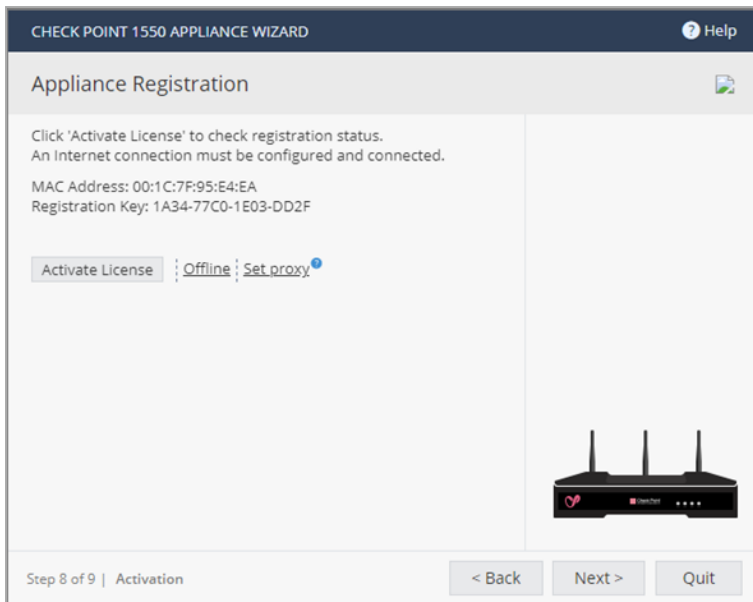 CHECK POINT 1550 APPLIANCE WIZARD
? Help
Appliance Registration
Click 'Activate License' to check registration status.
An Internet connection must be configured and connected.
MAC Address: 00:1C:7F:95:E4:EA
Registration Key: 1A34-77C0-1E03-DD2F
Activate License Offline Set proxy ?
Check Point
Step 8 of 9 | Activation
< Back Next > Quit